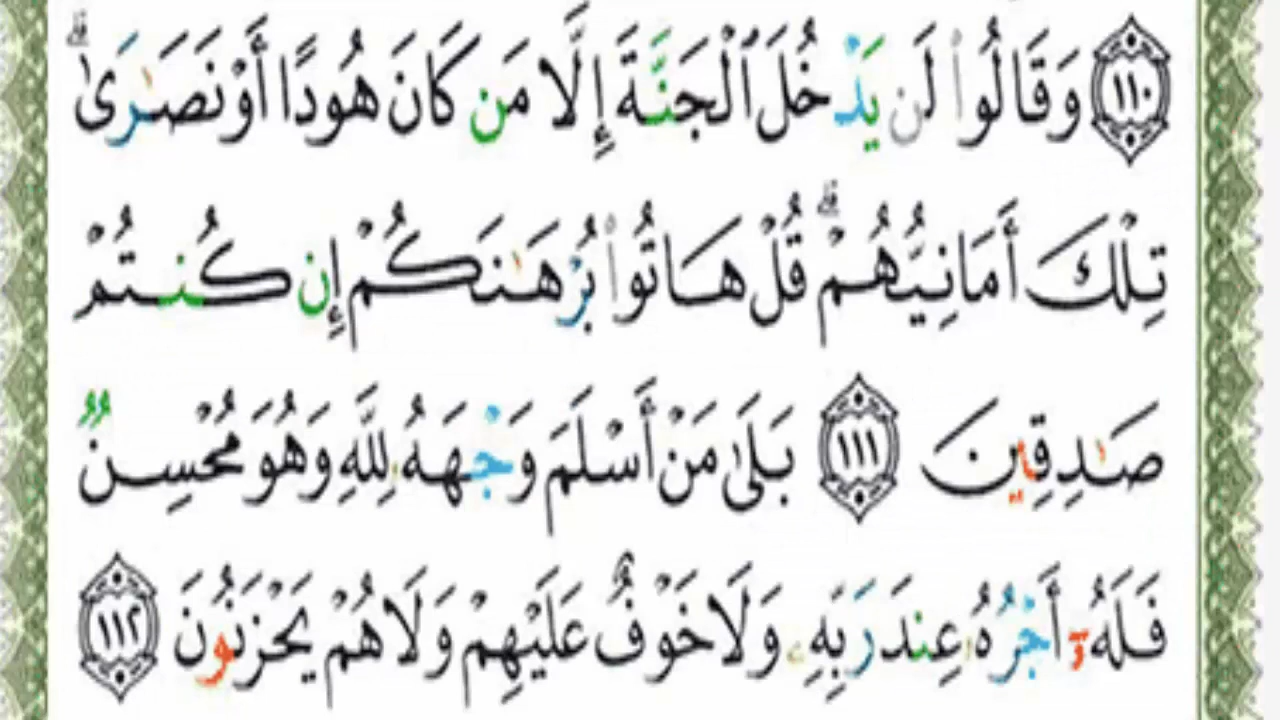 ﴿١١٠﴾ وَقَالُوا۟ لَن يَدْخُلَ ٱلْجَنَّةَ إِلَّا مَن كَانَ هُودًا أَوْ نَصَـٰرَىٰ ۗ
تِلْكَ أَمَانِيُّهُمْ ۗ قُلْ هَاتُوا۟ بُرْهَـٰنَكُمْ إِن كُنتُمْ
صَـٰدِقِينَ ﴿١١١﴾ بَلَىٰ مَنْ أَسْلَمَ وَجْهَهُۥ لِلَّهِ وَهُوَ مُحْسِنٌ
فَلَهُۥٓ أَجْرُهُۥ عِندَ رَبِّهِۦ وَلَا خَوْفٌ عَلَيْهِمْ وَلَا هُمْ يَحْزَنُونَ ﴿١١٢﴾